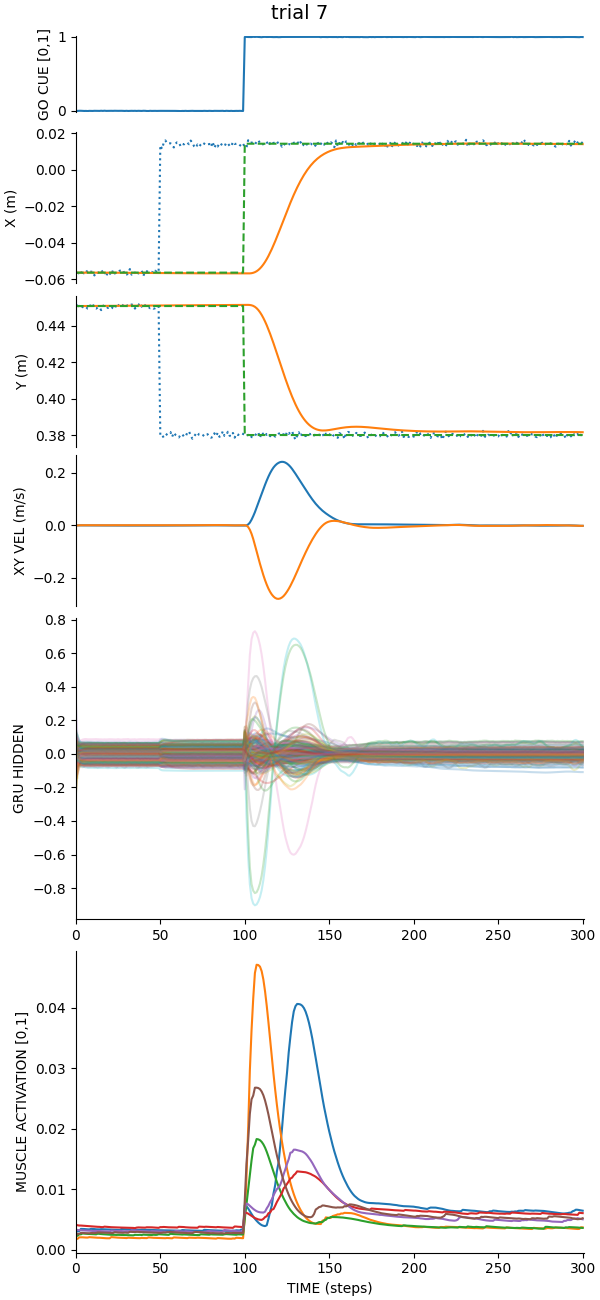 trial 7
GO CUE [0,1]
1
0
X (m)
0.02
0.00
−0.02
−0.04
−0.06
Y (m)
0.44
0.42
0.40
0.38
XY VEL (m/s)
0.2
0.0
−0.2
GRU HIDDEN
0.8
0.6
0.4
0.2
0.0
−0.2
−0.4
−0.6
−0.8
0 50 100 150 200 250 300
MUSCLE ACTIVATION [0,1]
0.04
0.03
0.02
0.01
0.00
0 50 100 150 200 250 300
TIME (steps)